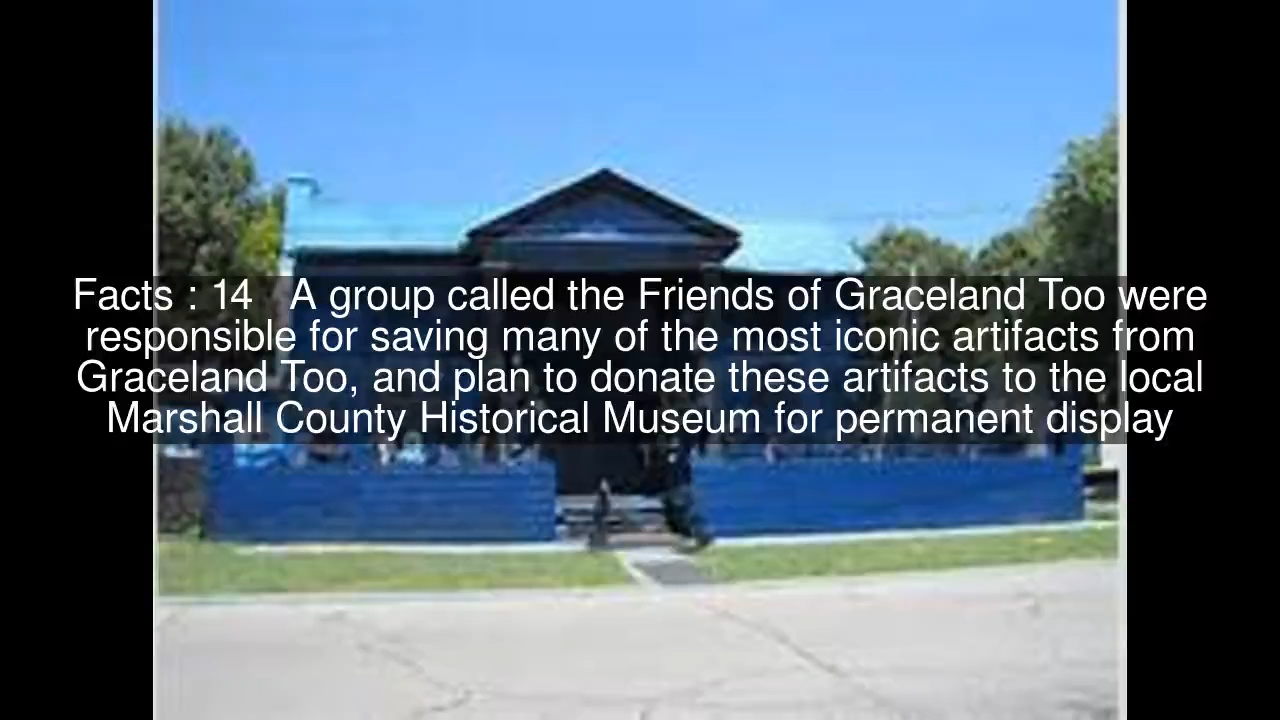 Facts : 14   A group called the Friends of Graceland Too were
responsible for saving many of the most iconic artifacts from
Graceland Too, and plan to donate these artifacts to the local
Marshall County Historical Museum for permanent display